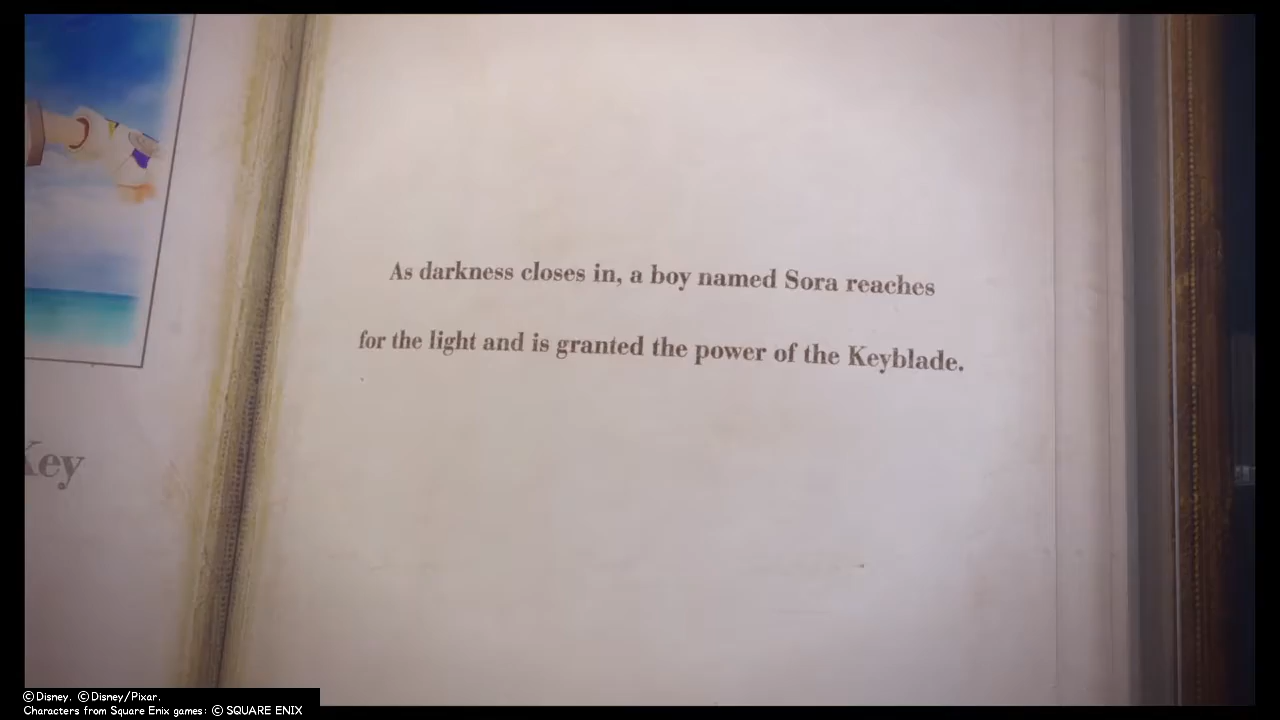 As darkness closes in, a boy named Sora reaches
for the light and is granted the power of the Keyblade.
Key
© Disney. © Disney/Pixar.
Characters from Square Enix games: © SQUARE ENIX